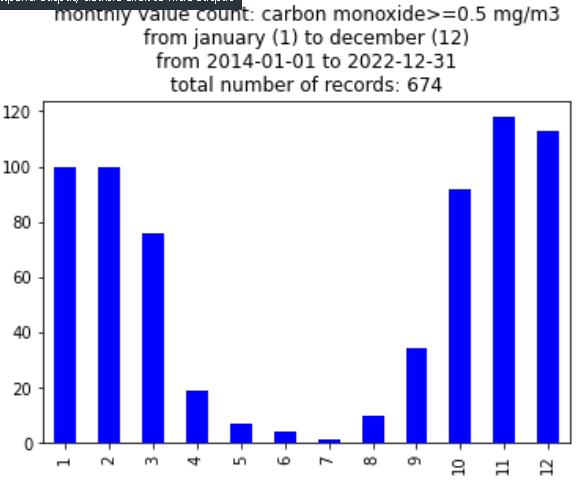 monthly value count: carbon monoxide>=0.5 mg/m3
from january (1) to december (12)
from 2014-01-01 to 2022-12-31
total number of records: 674
120
100
80
60
40
20
0
1 2 3 4 5 6 7 8 9 10 11 12